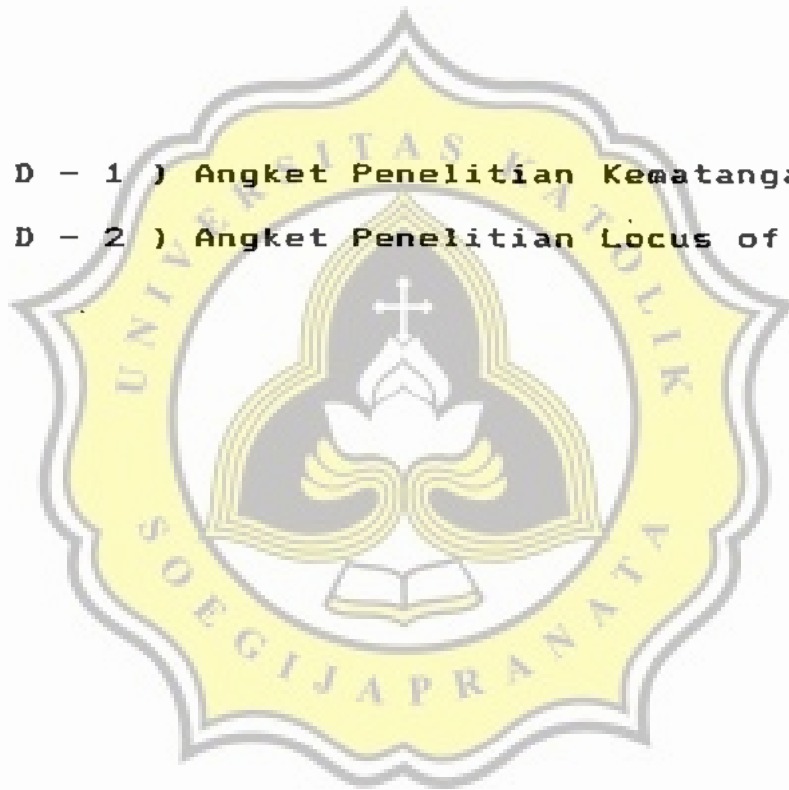 D - 1 ) Angket Penelitian Kematanga
D - 2 ) Angket Penelitian Locus of
UNIVERSITAS KATOLIK
SOEGIJAPRANATA